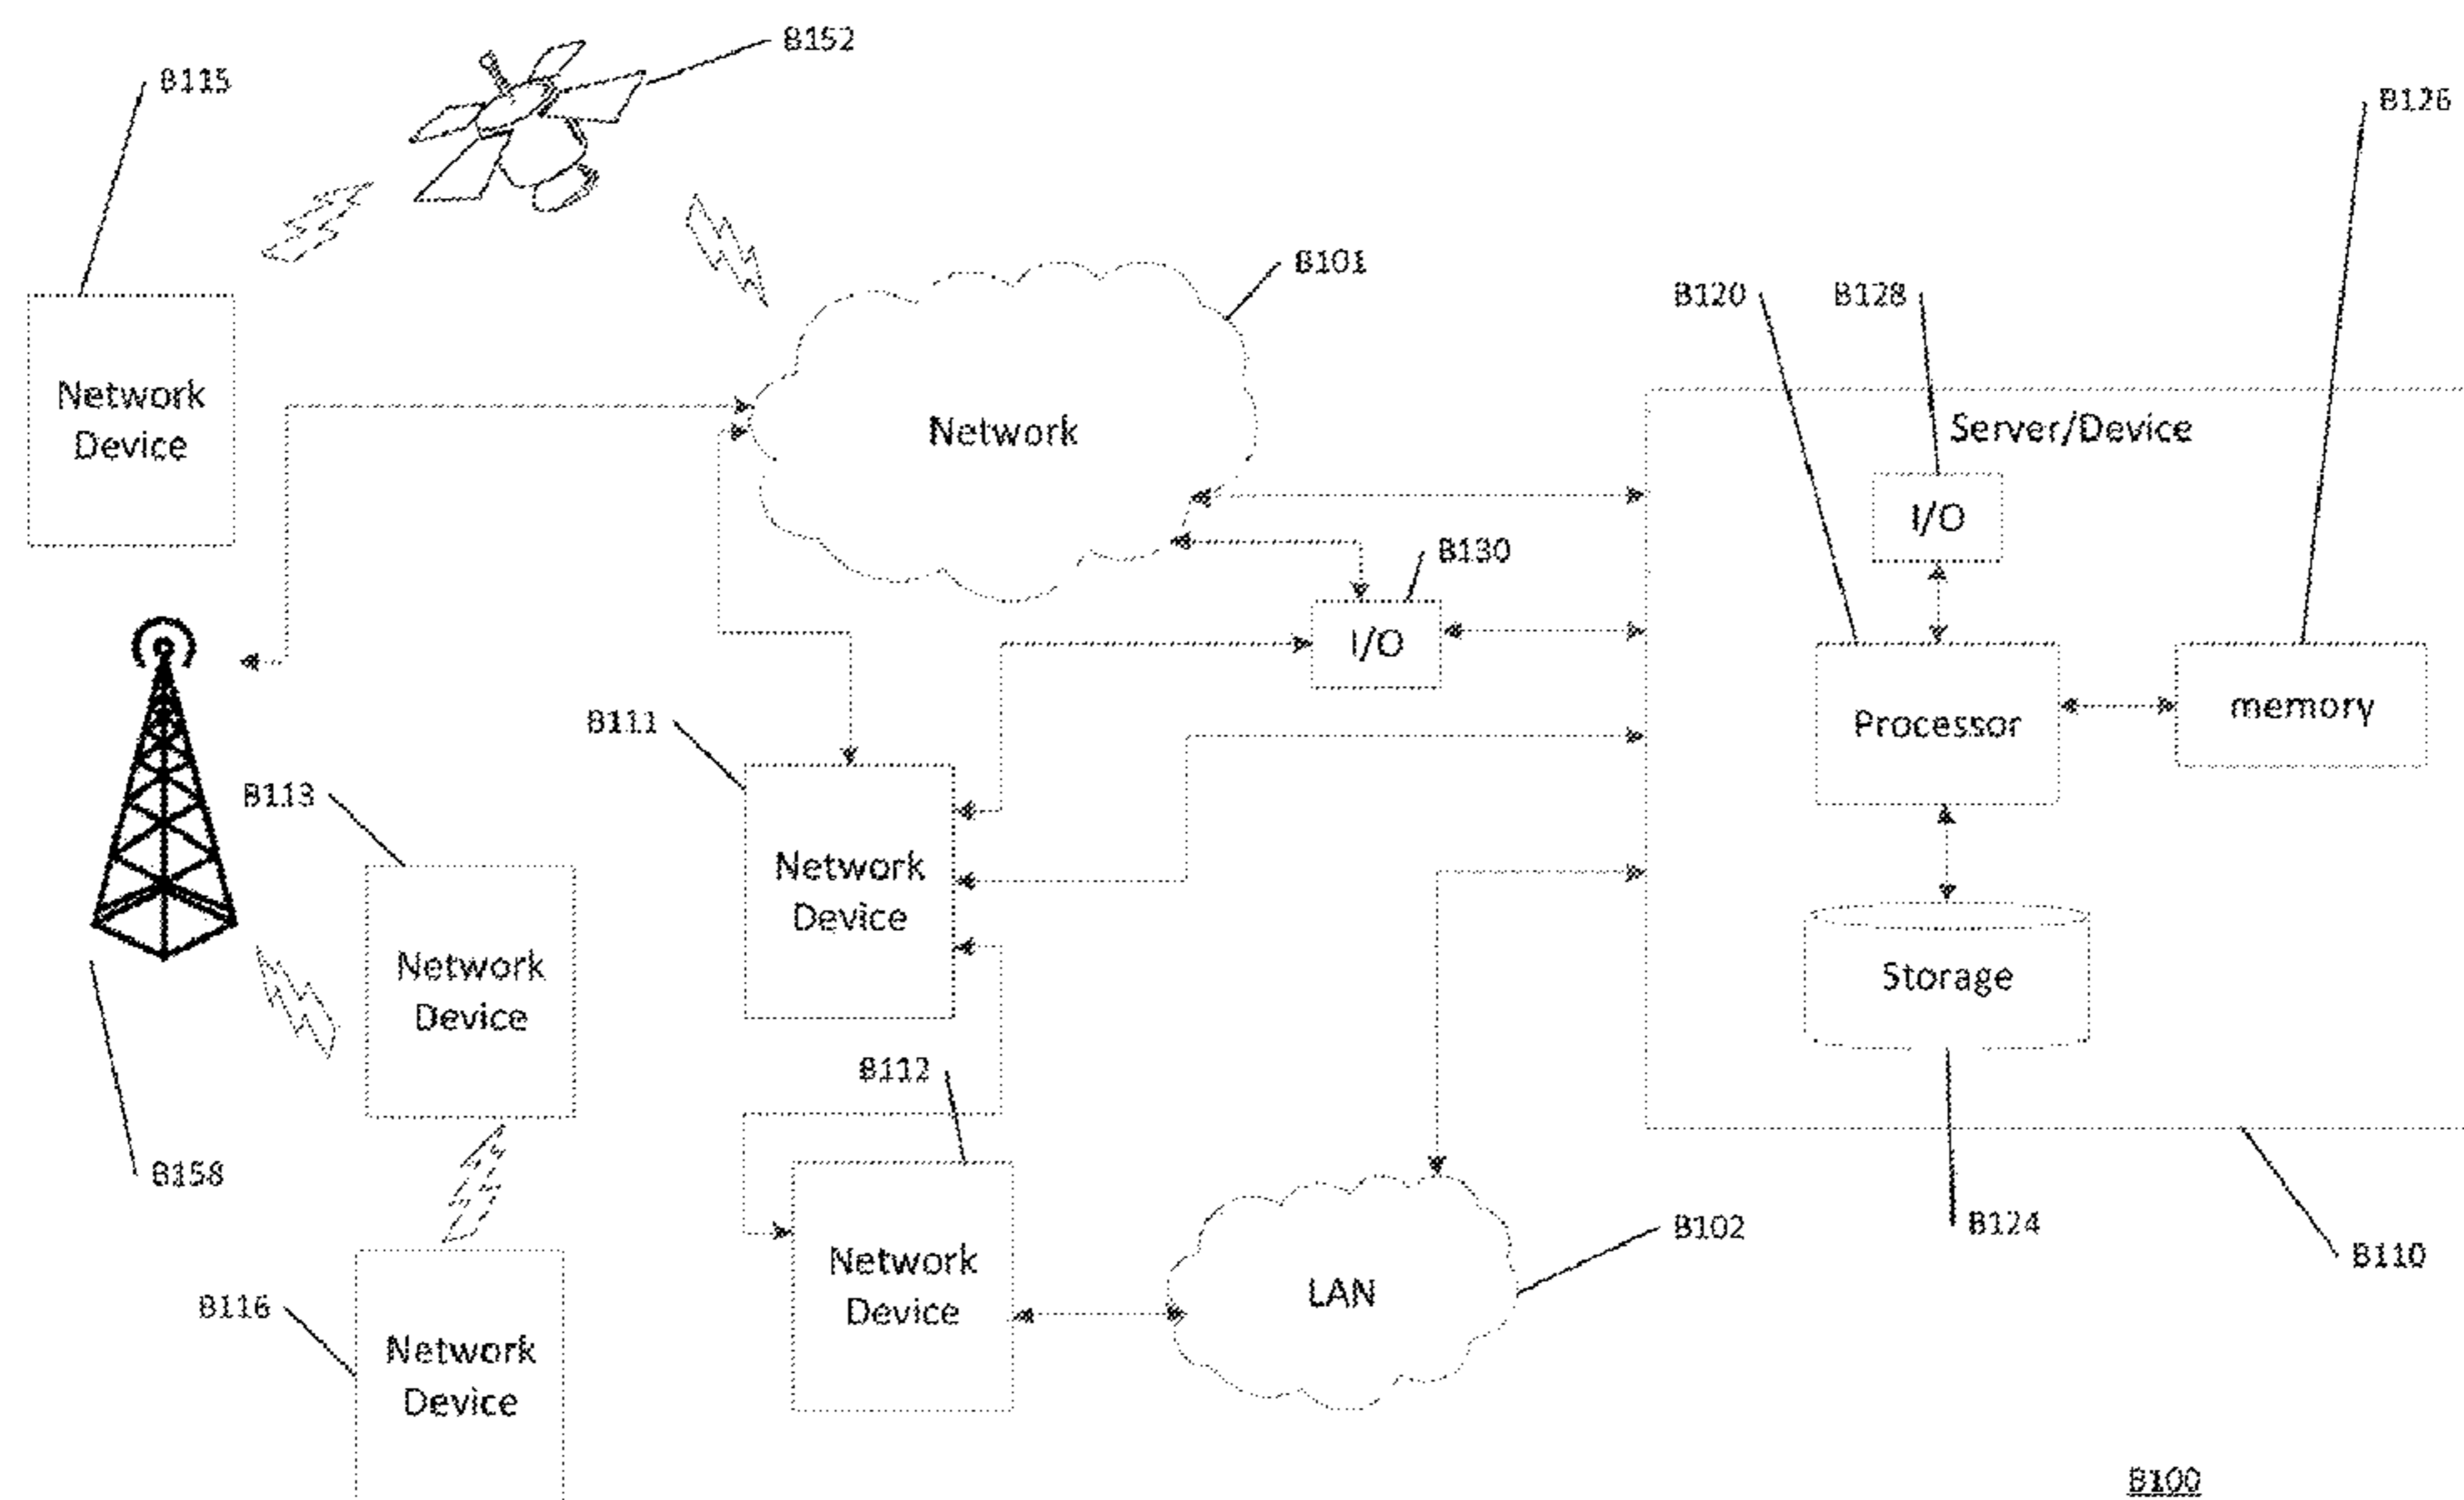 B152
B115
B126
B101
B120
B128
Network
Device
Network
Server/Device
I/O
B130
I/O
B111
Processor
memory
B113
Network
Device
Network
Device
Storage
B112
B158
B124
B102
B110
Network
Device
LAN
B116
Network
Device
B100